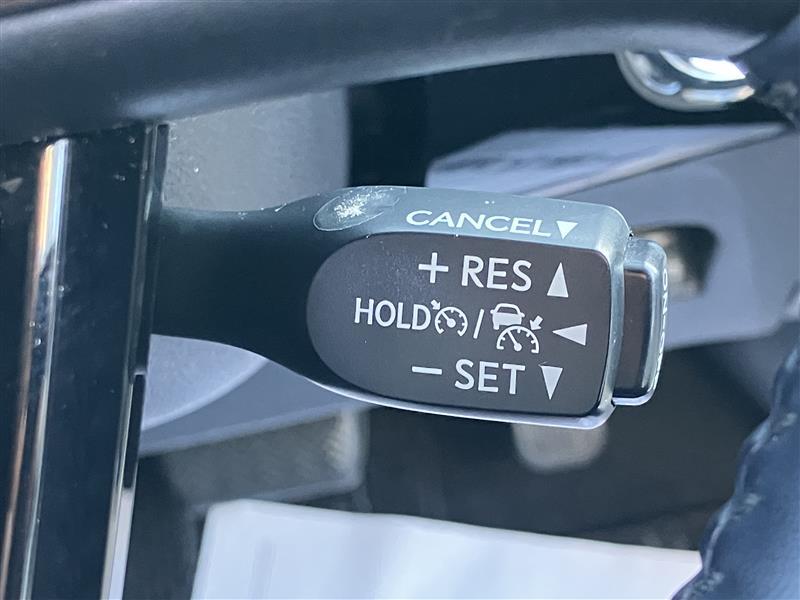 CANCEL▼
+ RES ▲
HOLD / ◀
− SET ▼